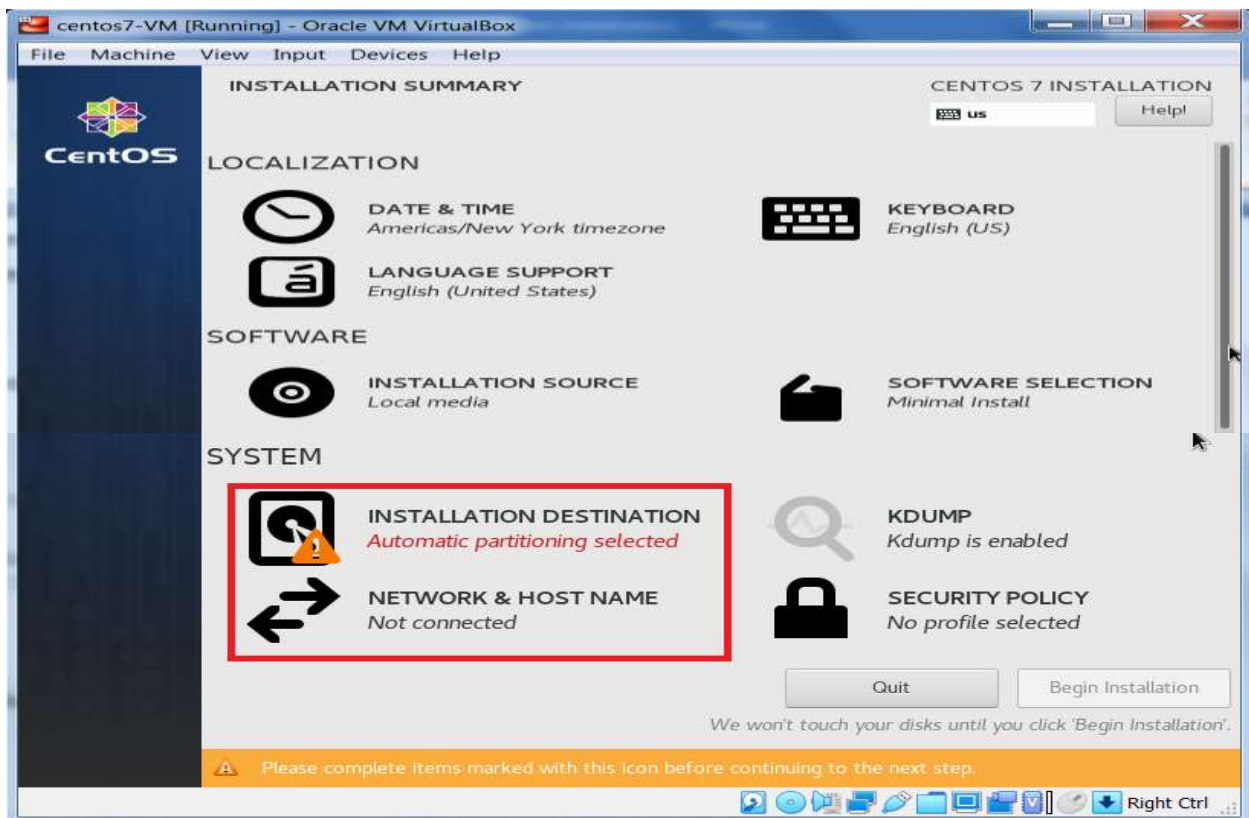 centos7-VM [Running] - Oracle VM VirtualBox
File Machine View Input Devices Help
INSTALLATION SUMMARY
CENTOS 7 INSTALLATION
us
Help!
CentOS
LOCALIZATION
DATE & TIME
Americas/New York timezone
KEYBOARD
English (US)
á
LANGUAGE SUPPORT
English (United States)
SOFTWARE
INSTALLATION SOURCE
Local media
SOFTWARE SELECTION
Minimal Install
SYSTEM
INSTALLATION DESTINATION
Automatic partitioning selected
KDUMP
Kdump is enabled
NETWORK & HOST NAME
Not connected
SECURITY POLICY
No profile selected
Quit
Begin Installation
We won't touch your disks until you click 'Begin Installation'.
Please complete items marked with this icon before continuing to the next step.
Right Ctrl